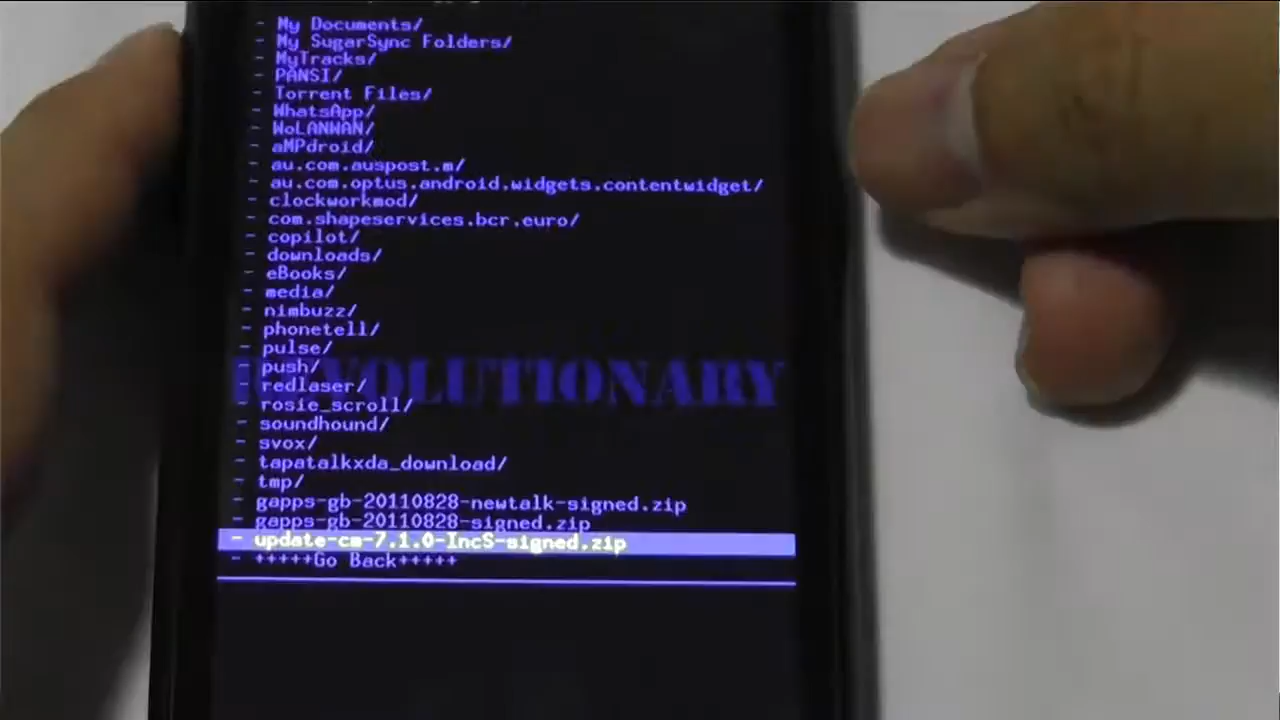 - My Documents/
- My SugarSync Folders/
- MyTracks/
- PANSI/
- Torrent Files/
- WhatsApp/
- WoLANWAN/
- aMPdroid/
- au.com.auspost.m/
- au.com.optus.android.widgets.contentwidget/
- clockworkmod/
- com.shapeservices.bcr.euro/
- copilot/
- downloads/
- eBooks/
- media/
- nimbuzz/
- phonetell/
- pulse/
- push/
REVOLUTIONARY
- redlaser/
- rosie_scroll/
- soundhound/
- svox/
- tapatalkxda_download/
- tmp/
- gapps-gb-20110828-newtalk-signed.zip
- gapps-gb-20110828-signed.zip
- update-cm-7.1.0-IncS-signed.zip
- +++++Go Back+++++